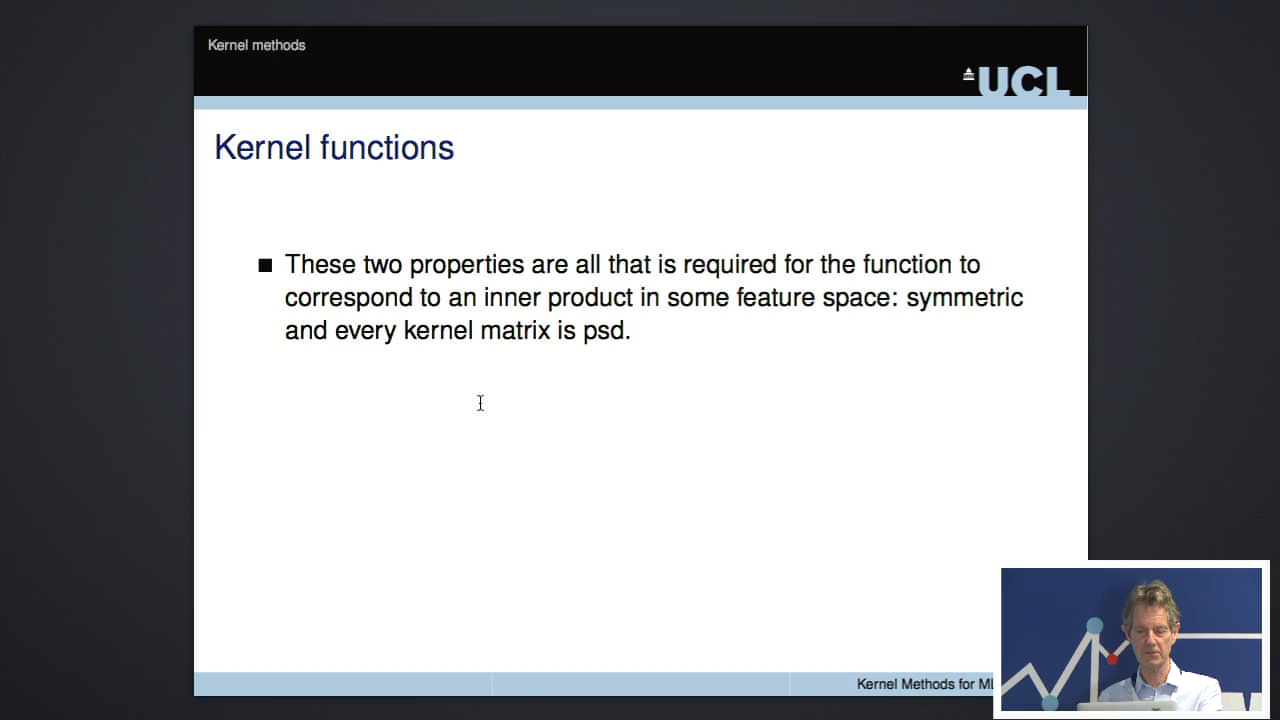 Kernel methods
UCL
Kernel functions
These two properties are all that is required for the function to
correspond to an inner product in some feature space: symmetric
and every kernel matrix is psd.
Kernel Methods for